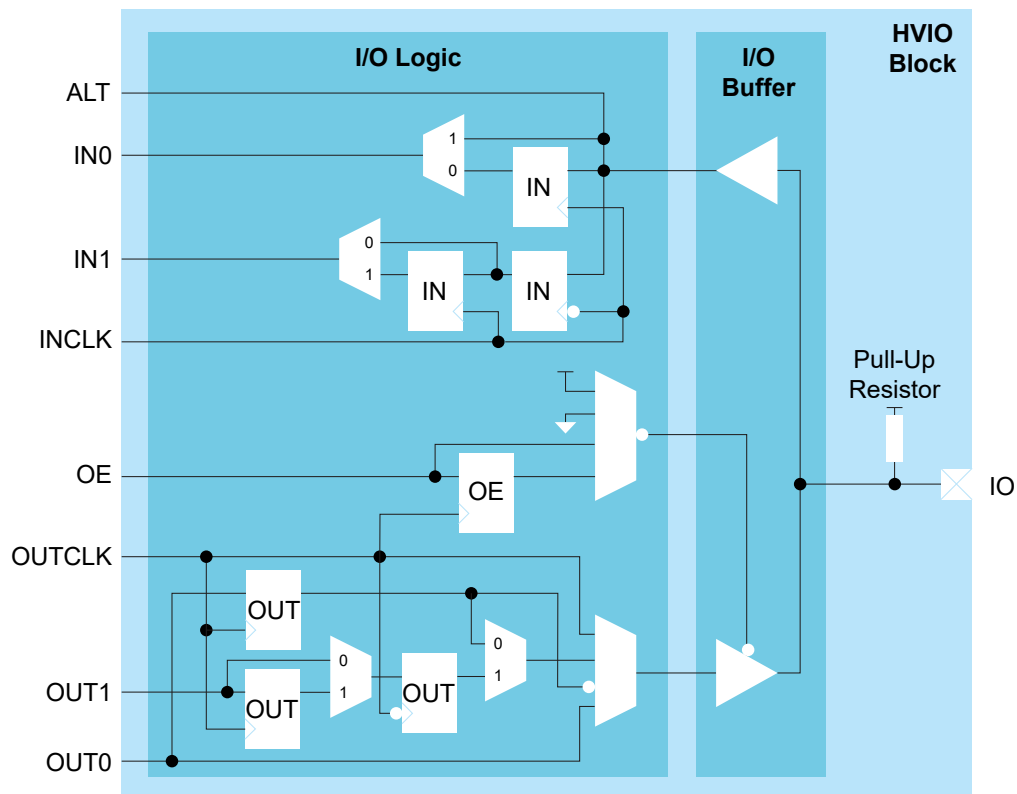 HVIO
Block
I/O Logic
I/O
Buffer
ALT
1
IN0
0
IN
0
IN1
1
IN
IN
INCLK
Pull-Up
Resistor
OE
OE
IO
OUTCLK
OUT
0
0
1
OUT1
1
OUT
OUT
OUT0